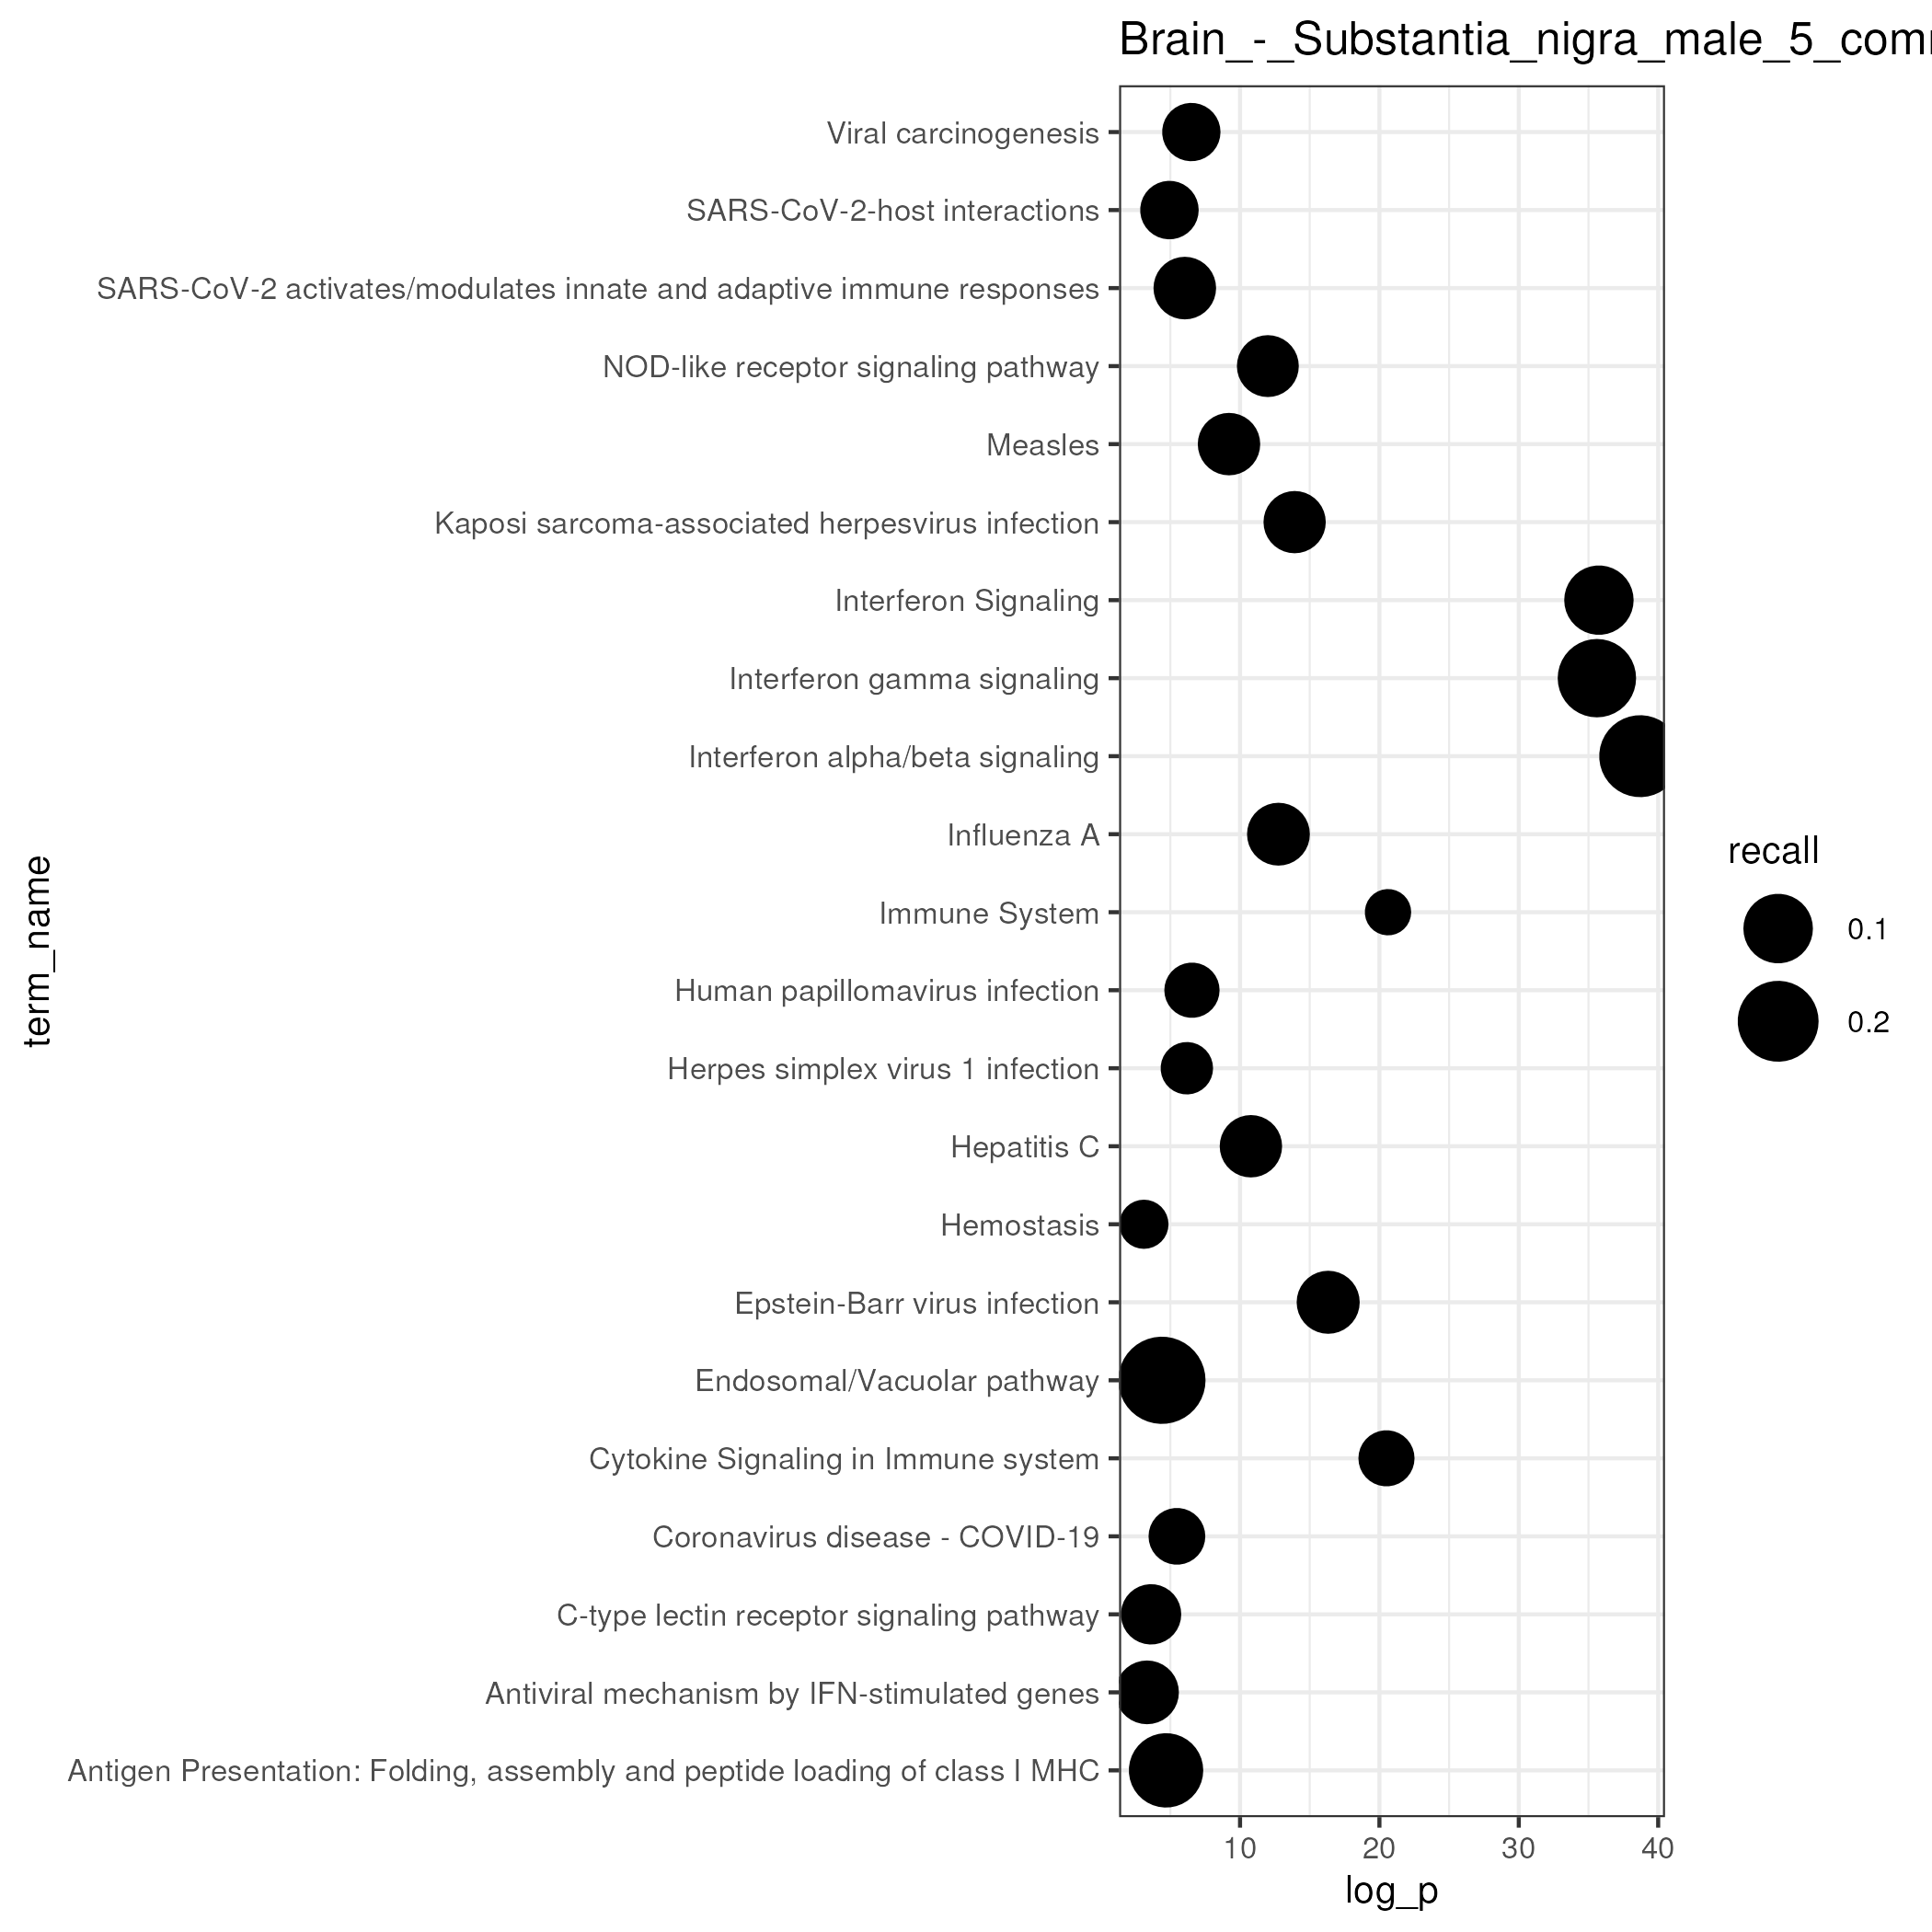 Brain_-_Substantia_nigra_male_5_com
Viral carcinogenesis
SARS-CoV-2-host interactions
SARS-CoV-2 activates/modulates innate and adaptive immune responses
NOD-like receptor signaling pathway
Measles
Kaposi sarcoma-associated herpesvirus infection
Interferon Signaling
Interferon gamma signaling
Interferon alpha/beta signaling
Influenza A
Immune System
Human papillomavirus infection
Herpes simplex virus 1 infection
Hepatitis C
Hemostasis
Epstein-Barr virus infection
Endosomal/Vacuolar pathway
Cytokine Signaling in Immune system
Coronavirus disease - COVID-19
C-type lectin receptor signaling pathway
Antiviral mechanism by IFN-stimulated genes
Antigen Presentation: Folding, assembly and peptide loading of class I MHC
term_name
10 20 30 40
log_p
recall
0.1
0.2